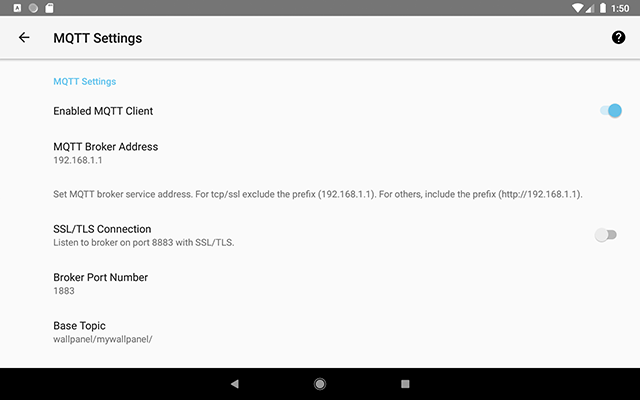 1:50
MQTT Settings
MQTT Settings
Enabled MQTT Client
MQTT Broker Address
192.168.1.1
Set MQTT broker service address. For tcp/ssl exclude the prefix (192.168.1.1). For others, include the prefix (http://192.168.1.1).
SSL/TLS Connection
Listen to broker on port 8883 with SSL/TLS.
Broker Port Number
1883
Base Topic
wallpanel/mywallpanel/